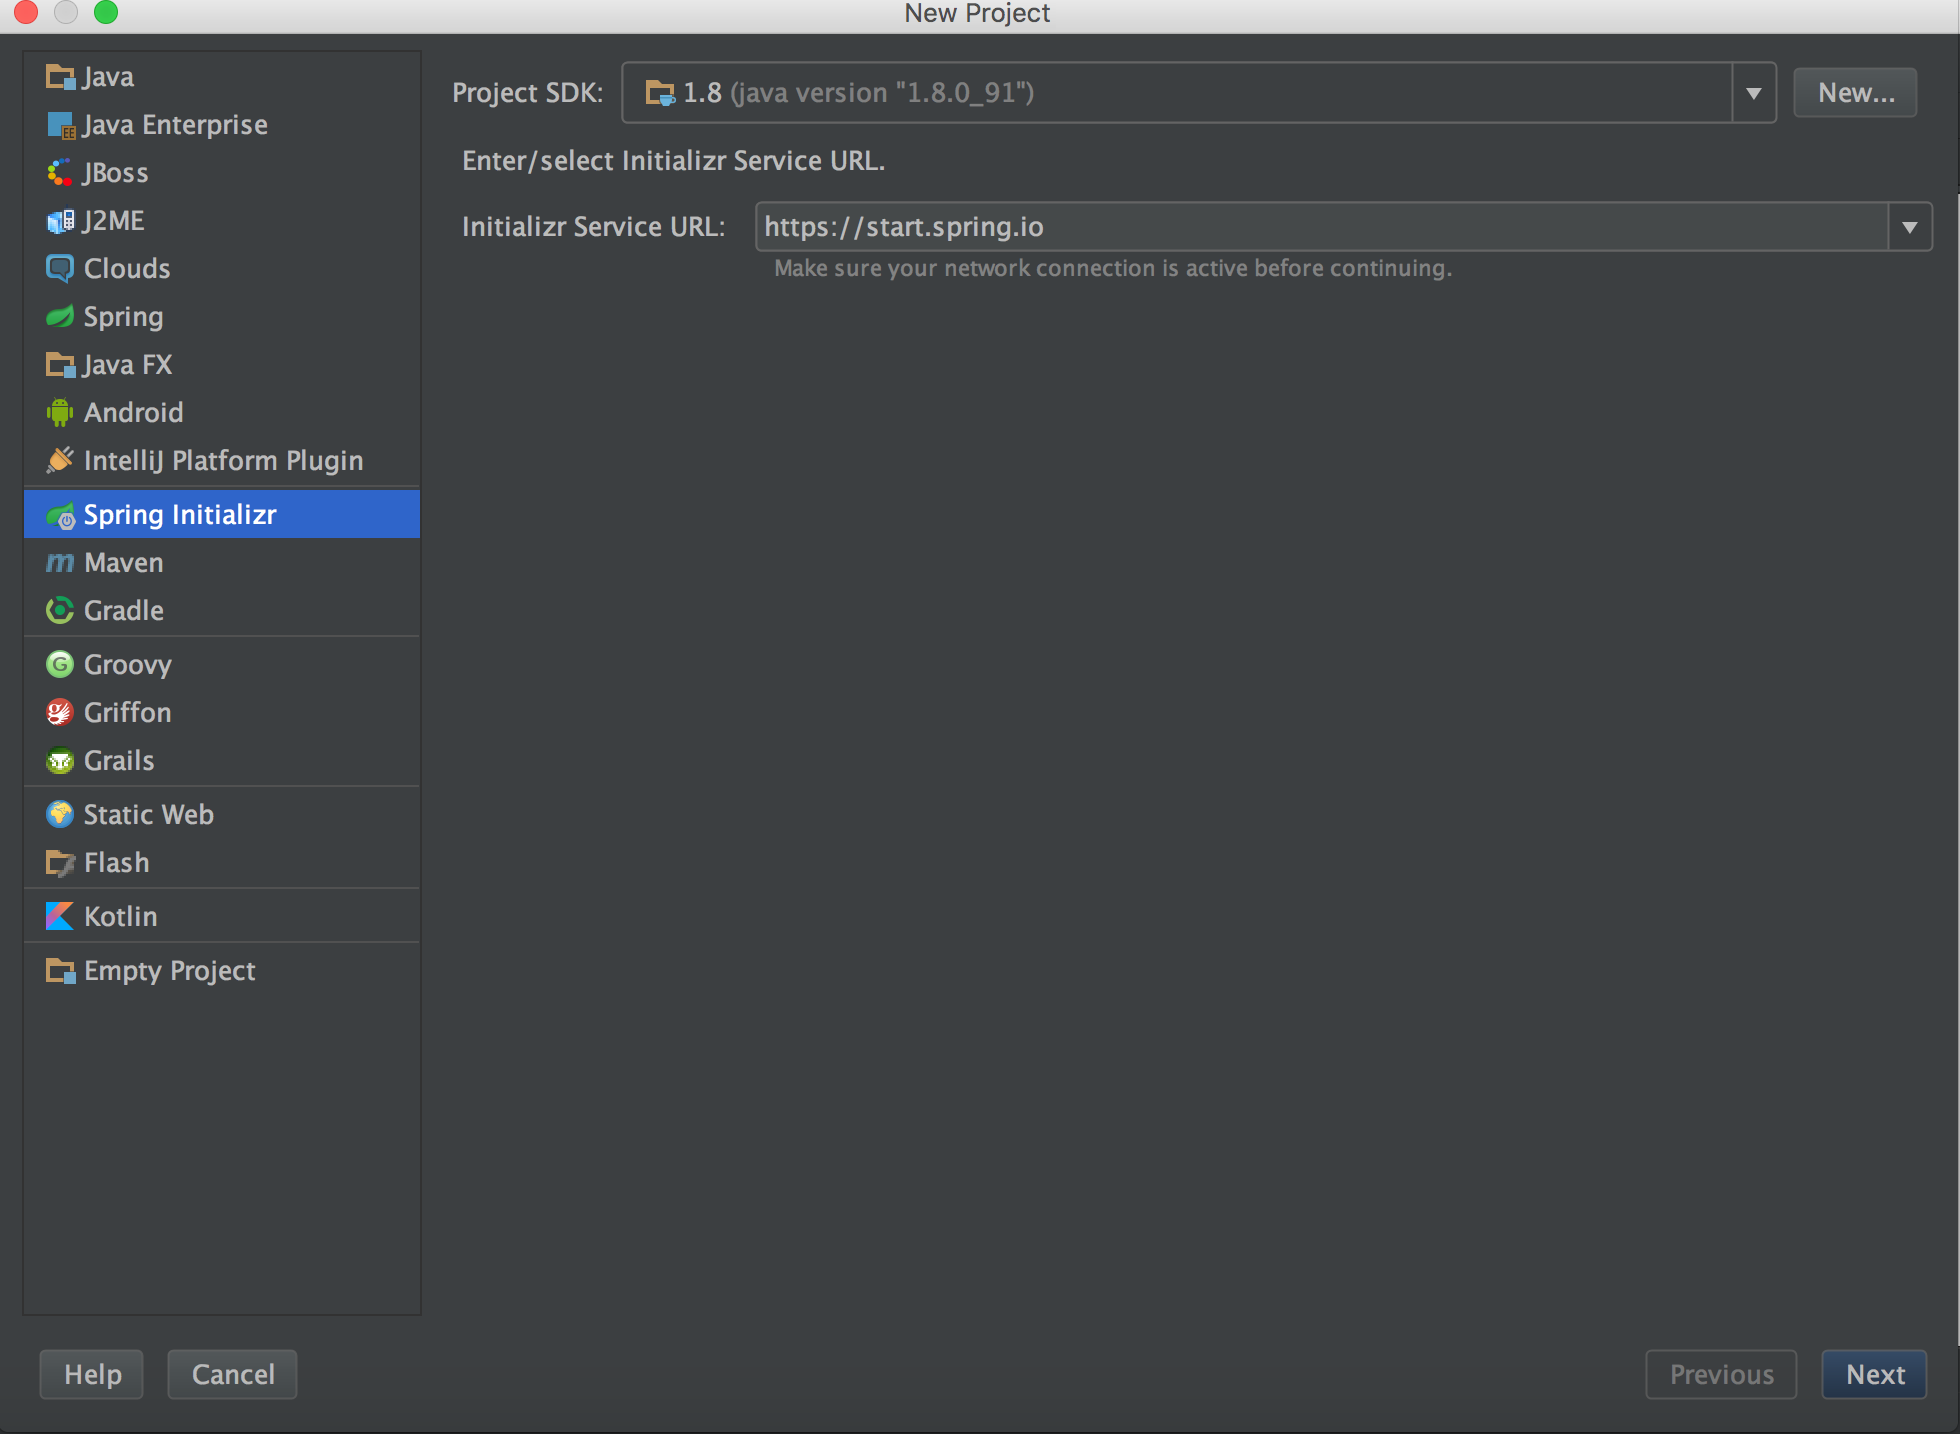 New Project
Java
Java Enterprise
JBoss
J2ME
Clouds
Spring
Java FX
Android
IntelliJ Platform Plugin
Spring Initializr
Maven
Gradle
Groovy
Griffon
Grails
Static Web
Flash
Kotlin
Empty Project
Project SDK: 1.8 (java version "1.8.0_91") New...
Enter/select Initializr Service URL.
Initializr Service URL: https://start.spring.io
Make sure your network connection is active before continuing.
Help Cancel Previous Next